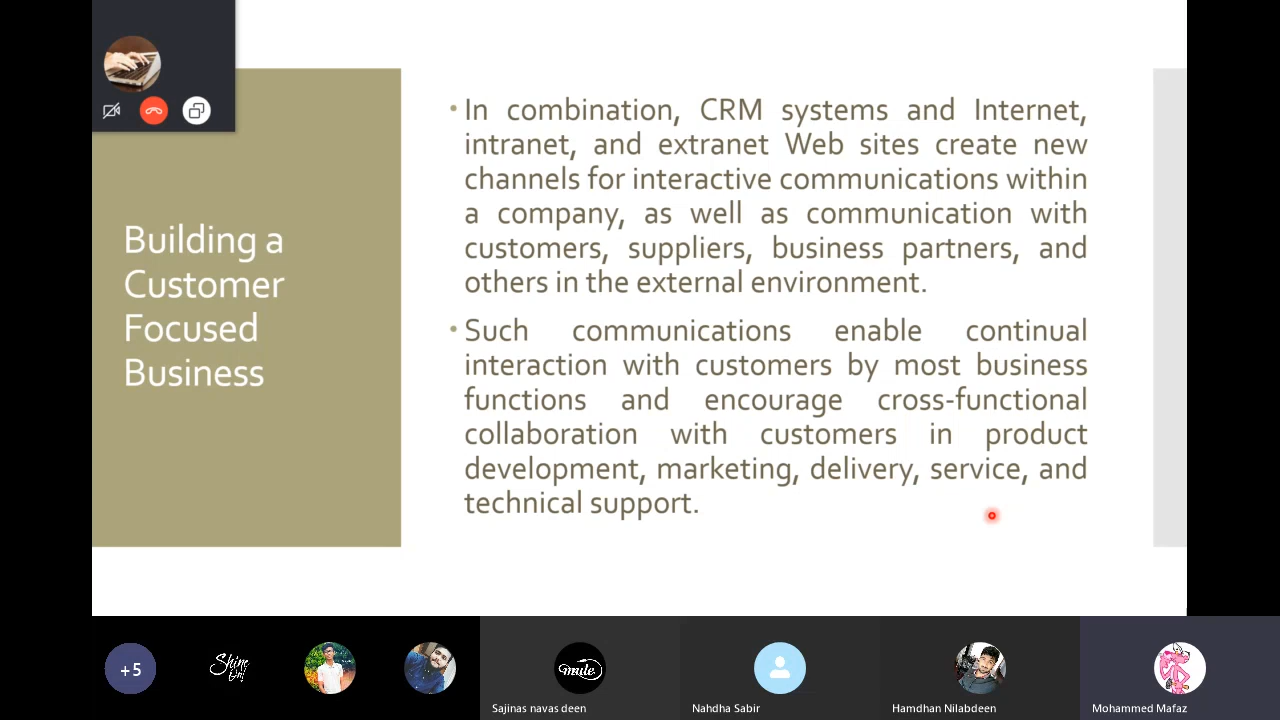 Building a
Customer
Focused
Business
• In combination, CRM systems and Internet,
intranet, and extranet Web sites create new
channels for interactive communications within
a company, as well as communication with
customers, suppliers, business partners, and
others in the external environment.
• Such communications enable continual
interaction with customers by most business
functions and encourage cross-functional
collaboration with customers in product
development, marketing, delivery, service, and
technical support.
+5
Shine
mute
Sajinas navas deen
Nahdha Sabir
Hamdhan Nilabdeen
Mohammed Mafaz